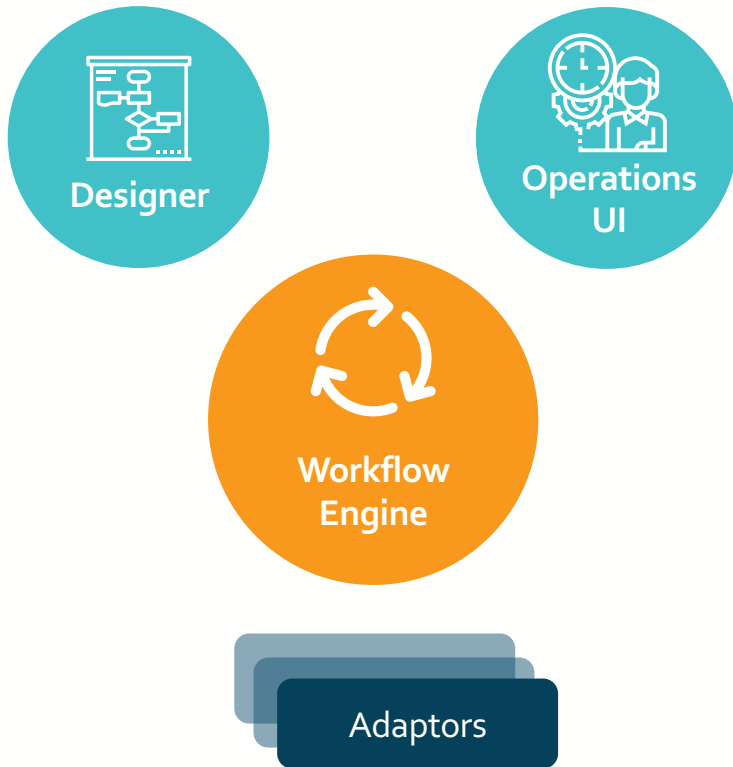 Designer
Operations
UI
Workflow
Engine
Adaptors